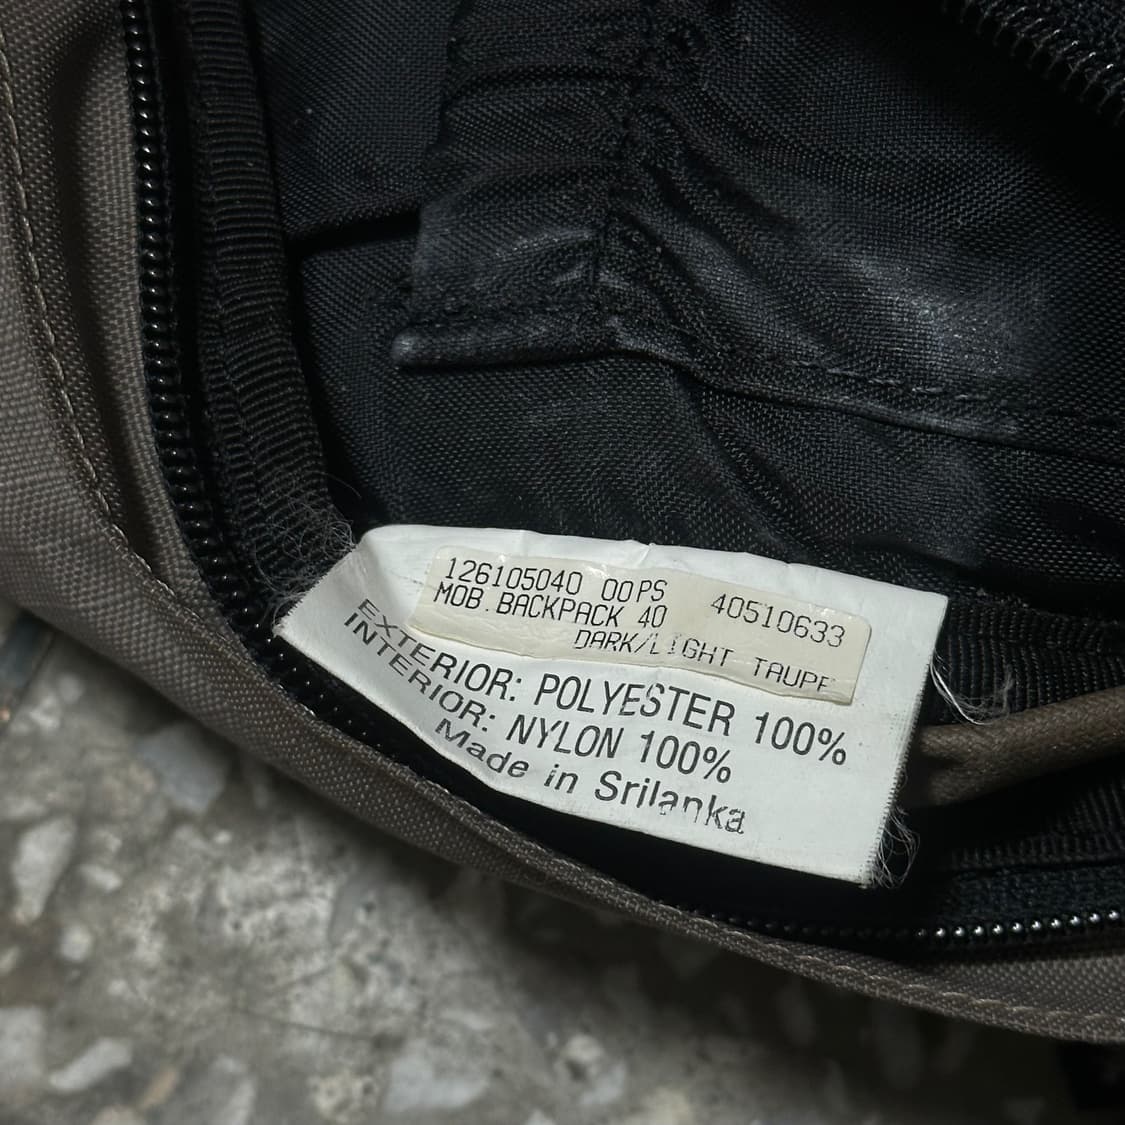 126105040 00PS 40510633
MOB.BACKPACK 40
DARK/LIGHT TAUPE
EXTERIOR: POLYESTER 100%
INTERIOR: NYLON 100%
Made in Srilanka